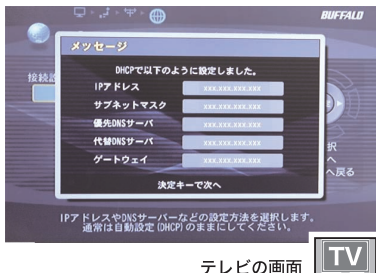 BUFFALO
メッセージ
DHCPで以下のように設定しました。
IPアドレス xxx.xxx.xxx.xxx
サブネットマスク xxx.xxx.xxx.xxx
優先DNSサーバ xxx.xxx.xxx.xxx
代替DNSサーバ xxx.xxx.xxx.xxx
ゲートウェイ xxx.xxx.xxx.xxx
決定キーで次へ
接続設
択
へ
へ戻る
IPアドレスやDNSサーバーなどの設定方法を選択します。
通常は自動設定(DHCP)のままにしてください。
テレビの画面 TV